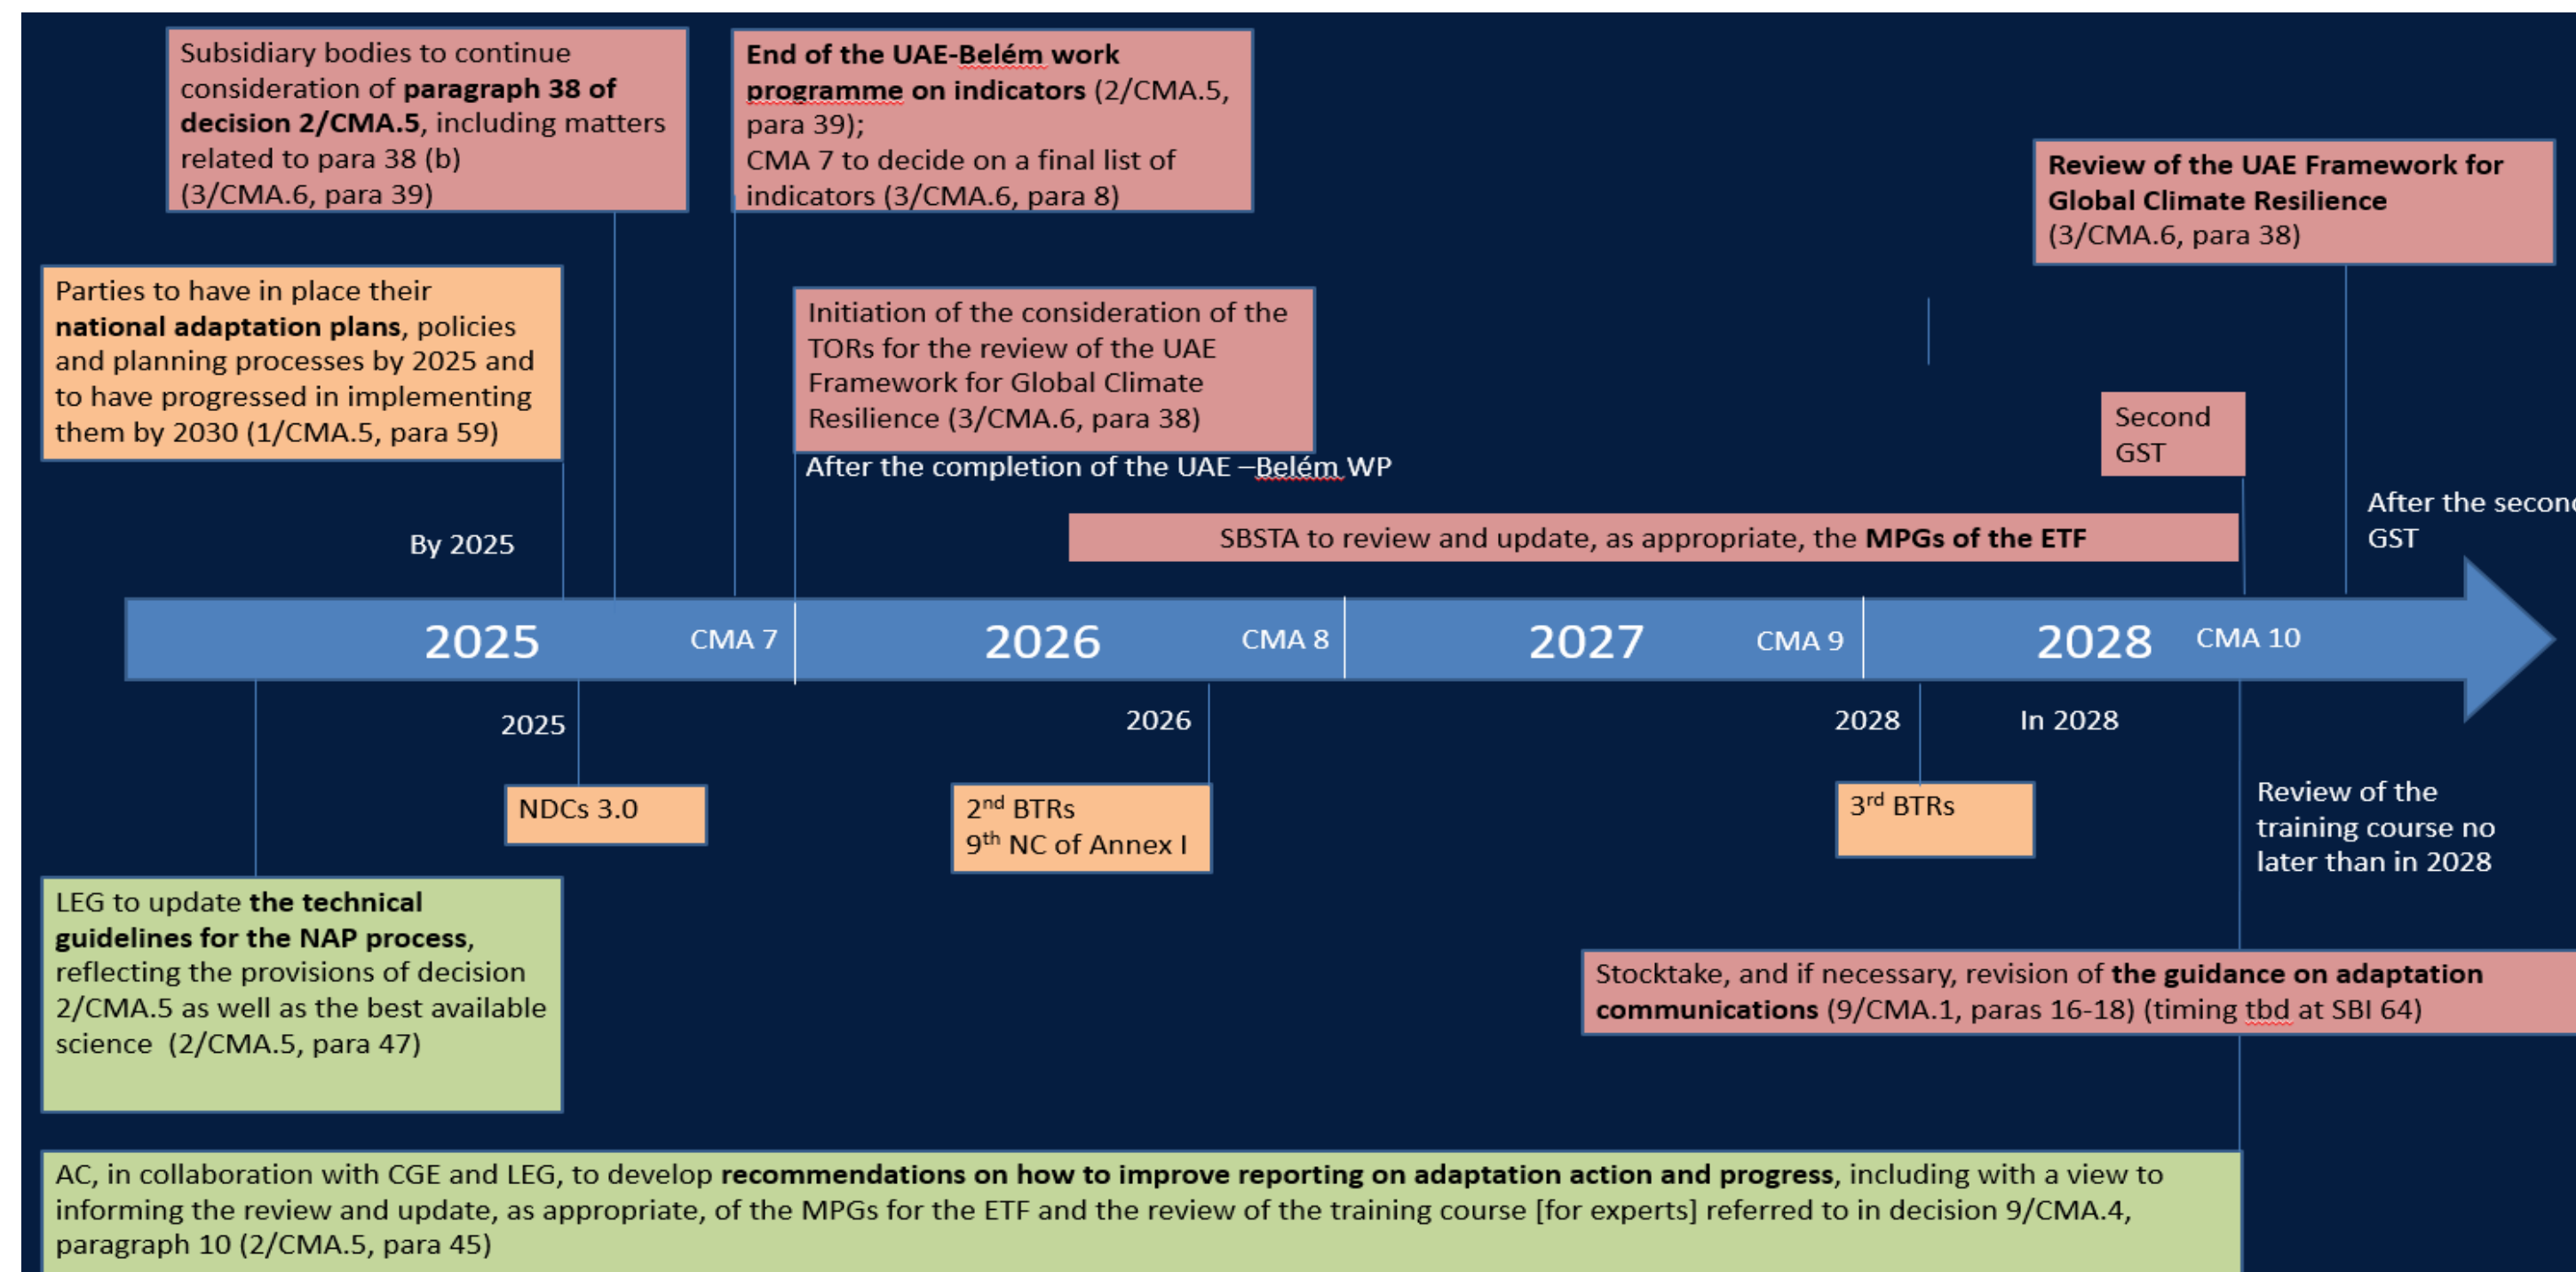 Subsidiary bodies to continue
consideration of paragraph 38 of
decision 2/CMA.5, including matters
related to para 38 (b)
(3/CMA.6, para 39)
End of the UAE-Belém work
programme on indicators (2/CMA.5,
para 39);
CMA 7 to decide on a final list of
indicators (3/CMA.6, para 8)
Review of the UAE Framework for
Global Climate Resilience
(3/CMA.6, para 38)
Parties to have in place their
national adaptation plans, policies
and planning processes by 2025 and
to have progressed in implementing
them by 2030 (1/CMA.5, para 59)
Initiation of the consideration of the
TORs for the review of the UAE
Framework for Global Climate
Resilience (3/CMA.6, para 38)
After the completion of the UAE –Belém WP
Second
GST
After the second
GST
By 2025
SBSTA to review and update, as appropriate, the MPGs of the ETF
2025 CMA 7 2026 CMA 8 2027 CMA 9 2028 CMA 10
2025
2026
2028
In 2028
NDCs 3.0
2nd BTRs
9th NC of Annex I
3rd BTRs
Review of the
training course no
later than in 2028
LEG to update the technical
guidelines for the NAP process,
reflecting the provisions of decision
2/CMA.5 as well as the best available
science (2/CMA.5, para 47)
Stocktake, and if necessary, revision of the guidance on adaptation
communications (9/CMA.1, paras 16-18) (timing tbd at SBI 64)
AC, in collaboration with CGE and LEG, to develop recommendations on how to improve reporting on adaptation action and progress, including with a view to
informing the review and update, as appropriate, of the MPGs for the ETF and the review of the training course [for experts] referred to in decision 9/CMA.4,
paragraph 10 (2/CMA.5, para 45)